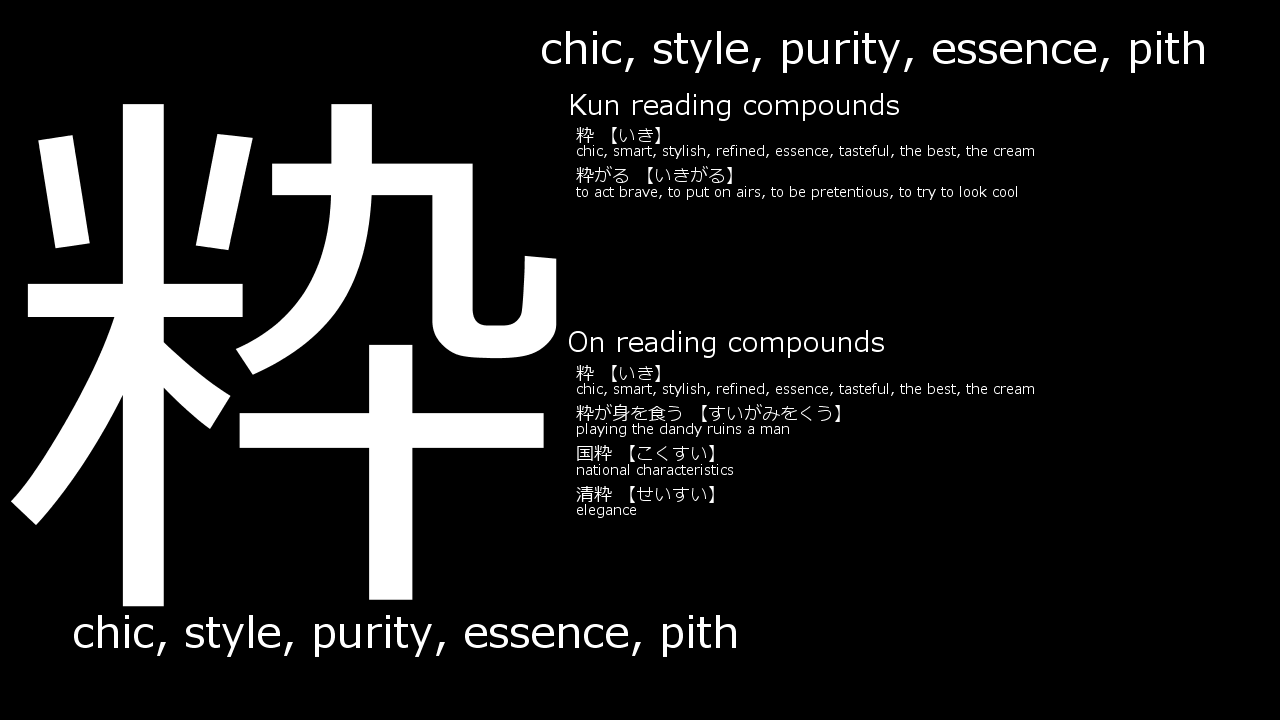 chic, style, purity, essence, pith
粋
Kun reading compounds
粋 【いき】
chic, smart, stylish, refined, essence, tasteful, the best, the cream
粋がる 【いきがる】
to act brave, to put on airs, to be pretentious, to try to look cool
On reading compounds
粋 【いき】
chic, smart, stylish, refined, essence, tasteful, the best, the cream
粋が身を食う 【すいがみをくう】
playing the dandy ruins a man
国粋 【こくすい】
national characteristics
清粋 【せいすい】
elegance
chic, style, purity, essence, pith